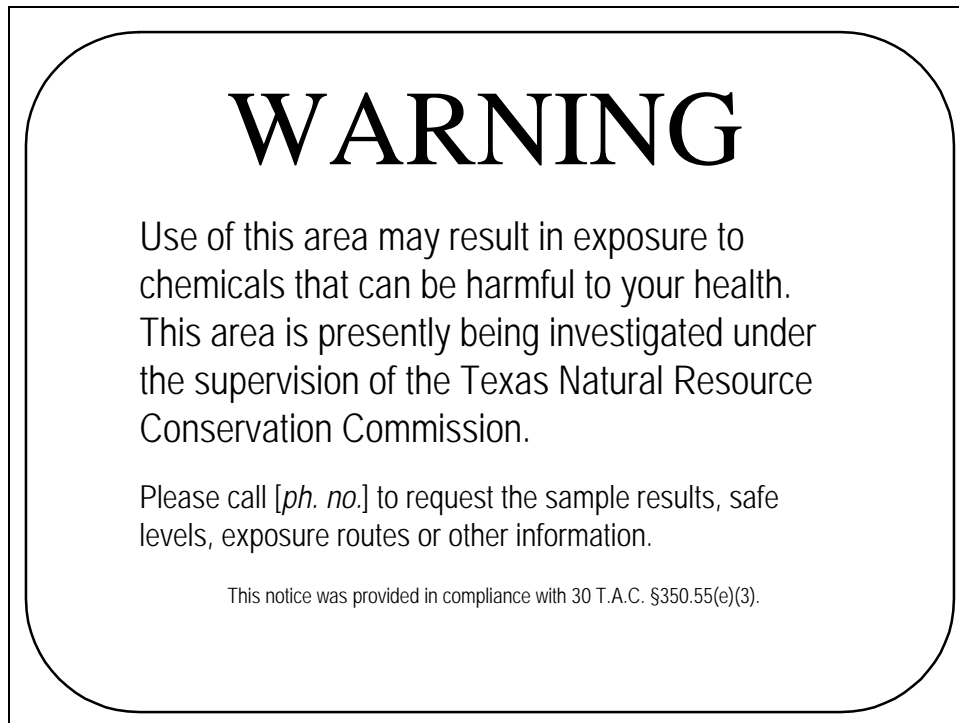 WARNING
Use of this area may result in exposure to
chemicals that can be harmful to your health.
This area is presently being investigated under
the supervision of the Texas Natural Resource
Conservation Commission.
Please call [ph. no.] to request the sample results, safe
levels, exposure routes or other information.
This notice was provided in compliance with 30 T.A.C. §350.55(e)(3).